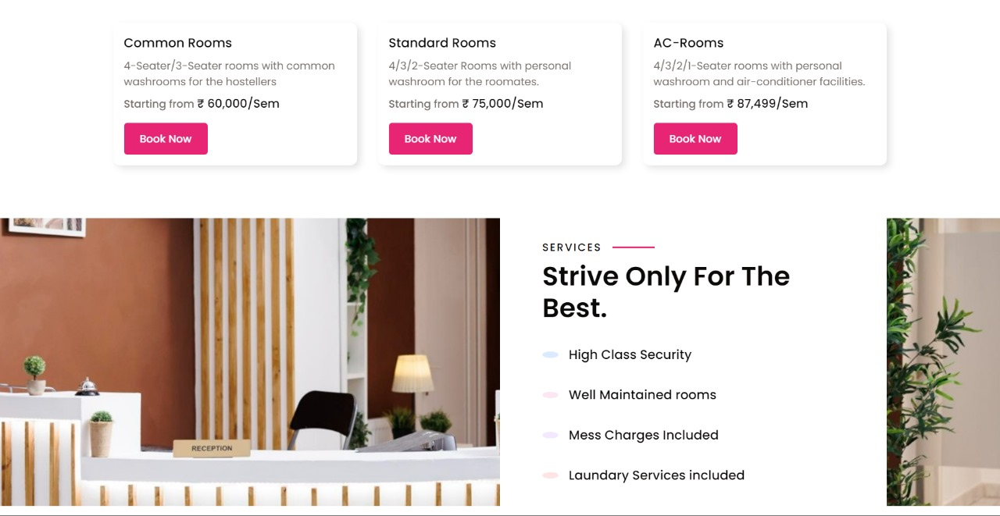 Common Rooms
4-Seater/3-Seater rooms with common
washrooms for the hostellers
Starting from ₹ 60,000/Sem
Book Now
Standard Rooms
4/3/2-Seater Rooms with personal
washroom for the roomates.
Starting from ₹ 75,000/Sem
Book Now
AC-Rooms
4/3/2/1-Seater rooms with personal
washroom and air-conditioner facilities.
Starting from ₹ 87,499/Sem
Book Now
RECEPTION
SERVICES
Strive Only For The
Best.
High Class Security
Well Maintained rooms
Mess Charges Included
Laundary Services included